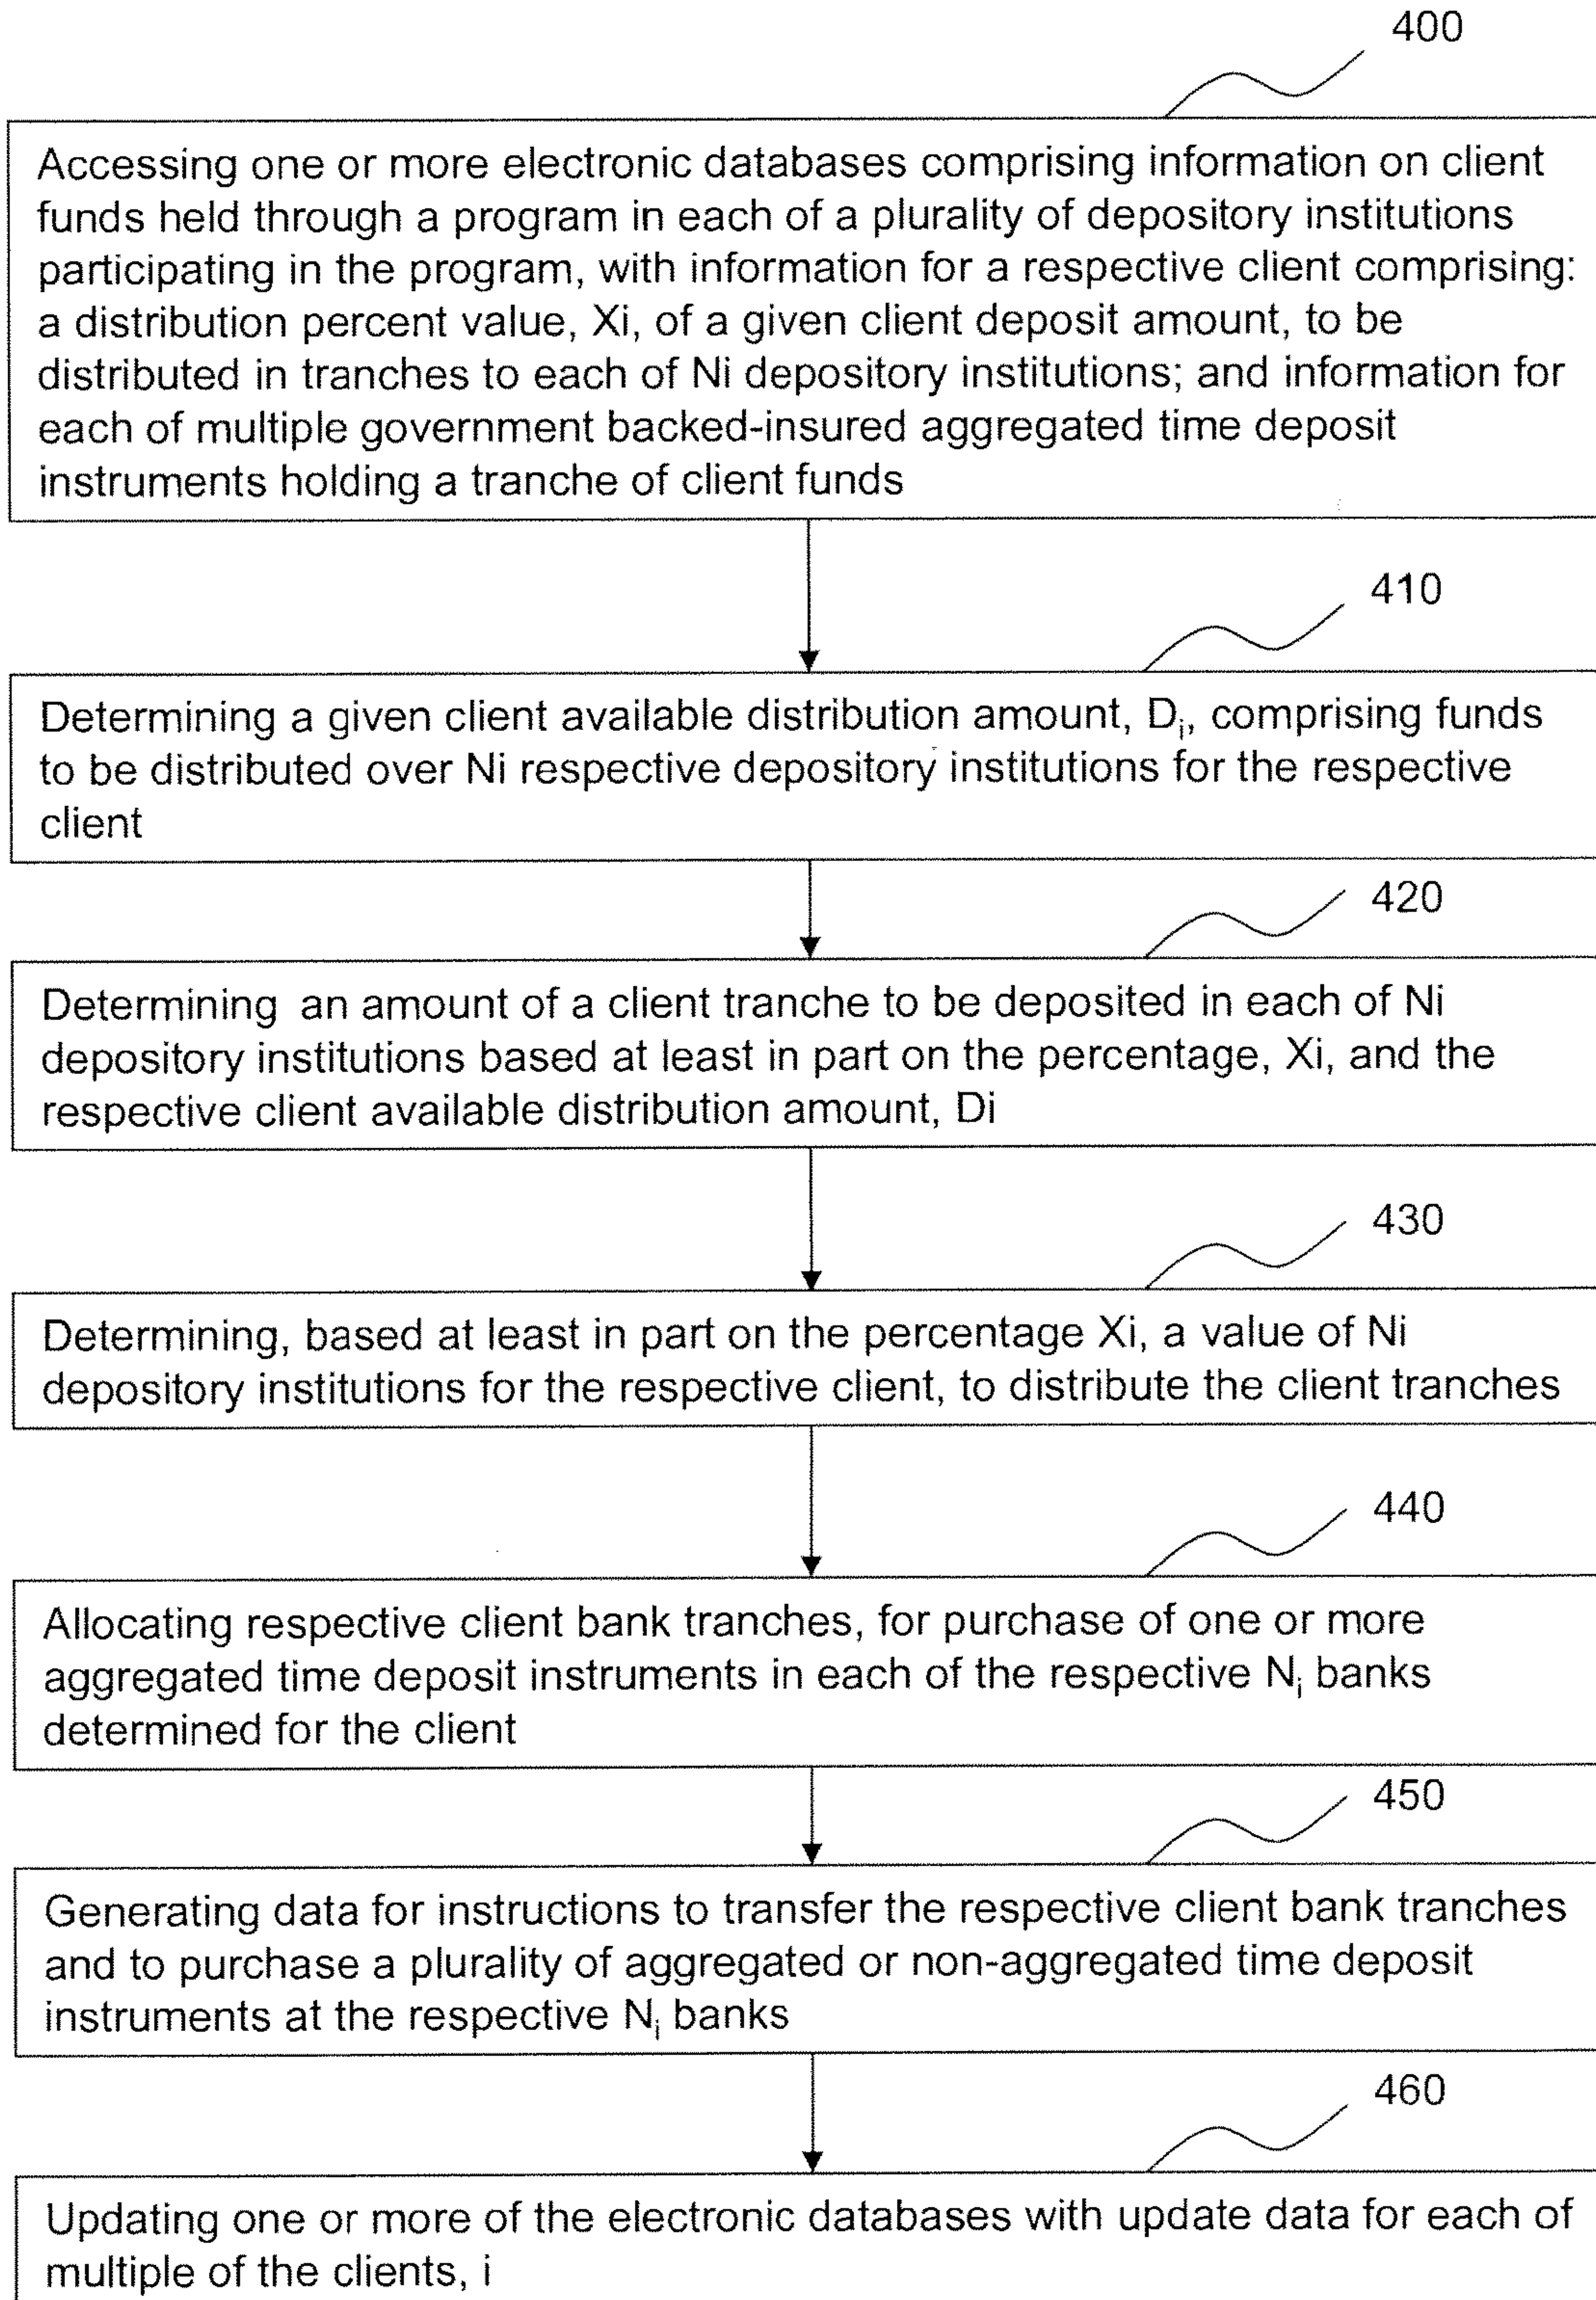 400
Accessing one or more electronic databases comprising information on client
funds held through a program in each of a plurality of depository institutions
participating in the program, with information for a respective client comprising:
a distribution percent value, Xi, of a given client deposit amount, to be
distributed in tranches to each of Ni depository institutions; and information for
each of multiple government backed-insured aggregated time deposit
instruments holding a tranche of client funds
410
Determining a given client available distribution amount, Di, comprising funds
to be distributed over Ni respective depository institutions for the respective
client
420
Determining an amount of a client tranche to be deposited in each of Ni
depository institutions based at least in part on the percentage, Xi, and the
respective client available distribution amount, Di
430
Determining, based at least in part on the percentage Xi, a value of Ni
depository institutions for the respective client, to distribute the client tranches
440
Allocating respective client bank tranches, for purchase of one or more
aggregated time deposit instruments in each of the respective Ni banks
determined for the client
450
Generating data for instructions to transfer the respective client bank tranches
and to purchase a plurality of aggregated or non-aggregated time deposit
instruments at the respective Ni banks
460
Updating one or more of the electronic databases with update data for each of
multiple of the clients, i